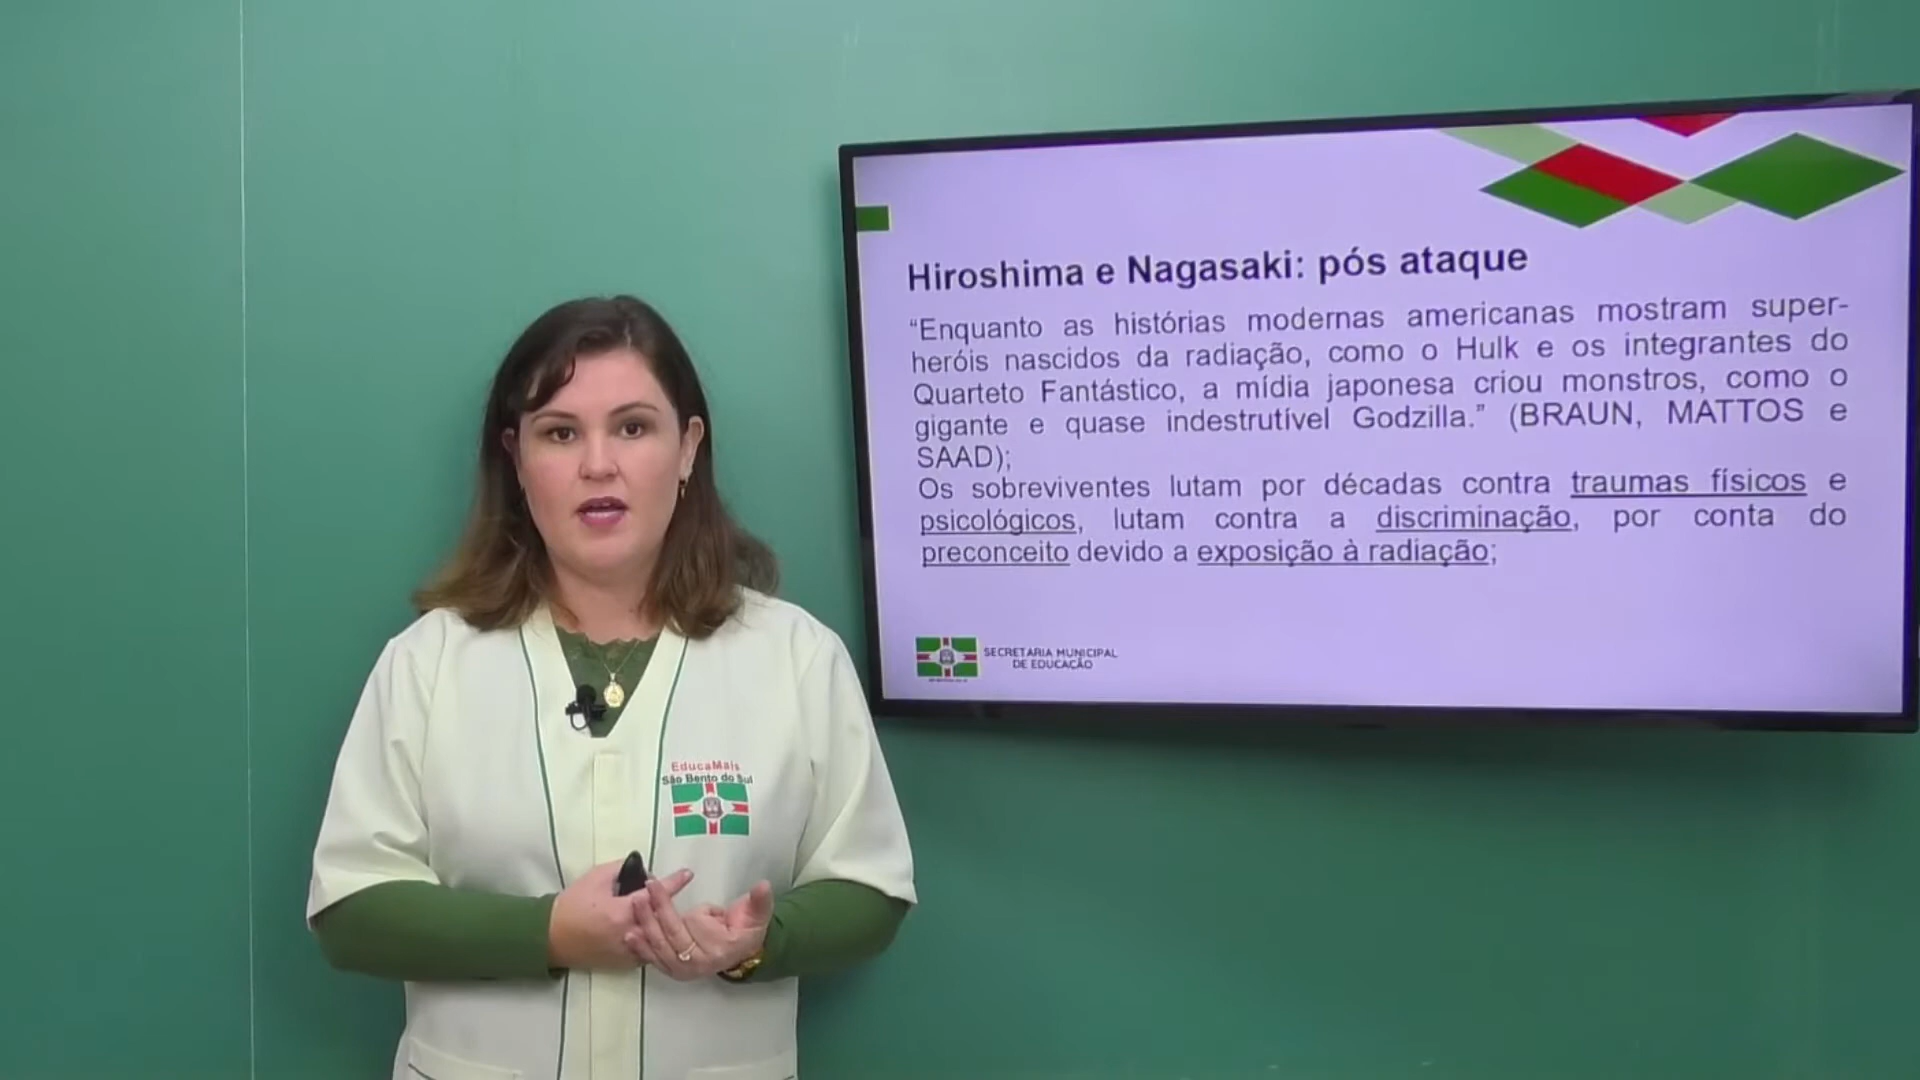 Hiroshima e Nagasaki: pós ataque
“Enquanto as histórias modernas americanas mostram super-
heróis nascidos da radiação, como o Hulk e os integrantes do
Quarteto Fantástico, a mídia japonesa criou monstros, como o
gigante e quase indestrutível Godzilla.” (BRAUN, MATTOS e
SAAD);
Os sobreviventes lutam por décadas contra traumas físicos e
psicológicos, lutam contra a discriminação, por conta do
preconceito devido a exposição à radiação;
SECRETARIA MUNICIPAL
DE EDUCAÇÃO
EducaMais
São Bento do Sul